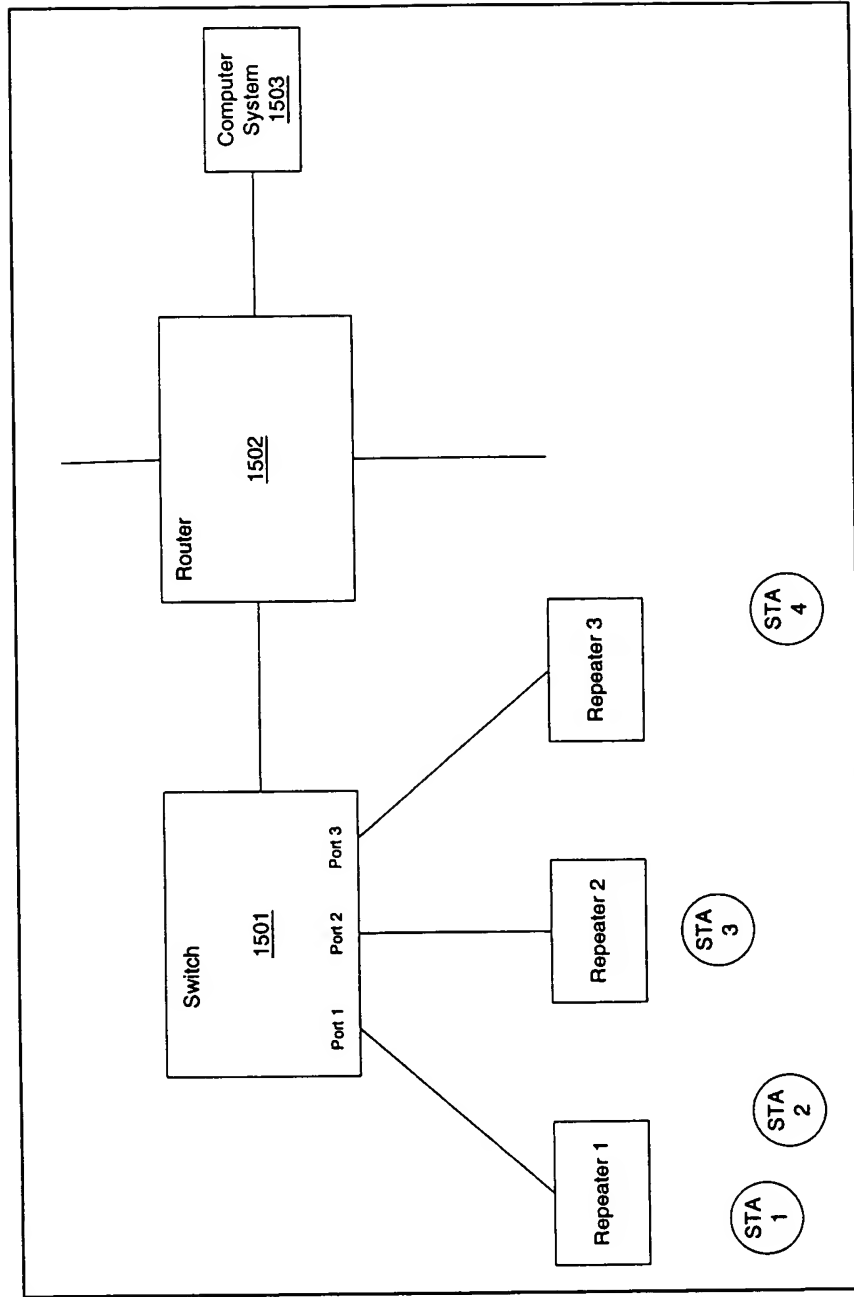 Switch
1501
Port 1
Port 2
Port 3
Router
1502
Computer
System
1503
Repeater 1
Repeater 2
Repeater 3
STA
1
STA
2
STA
3
STA
4